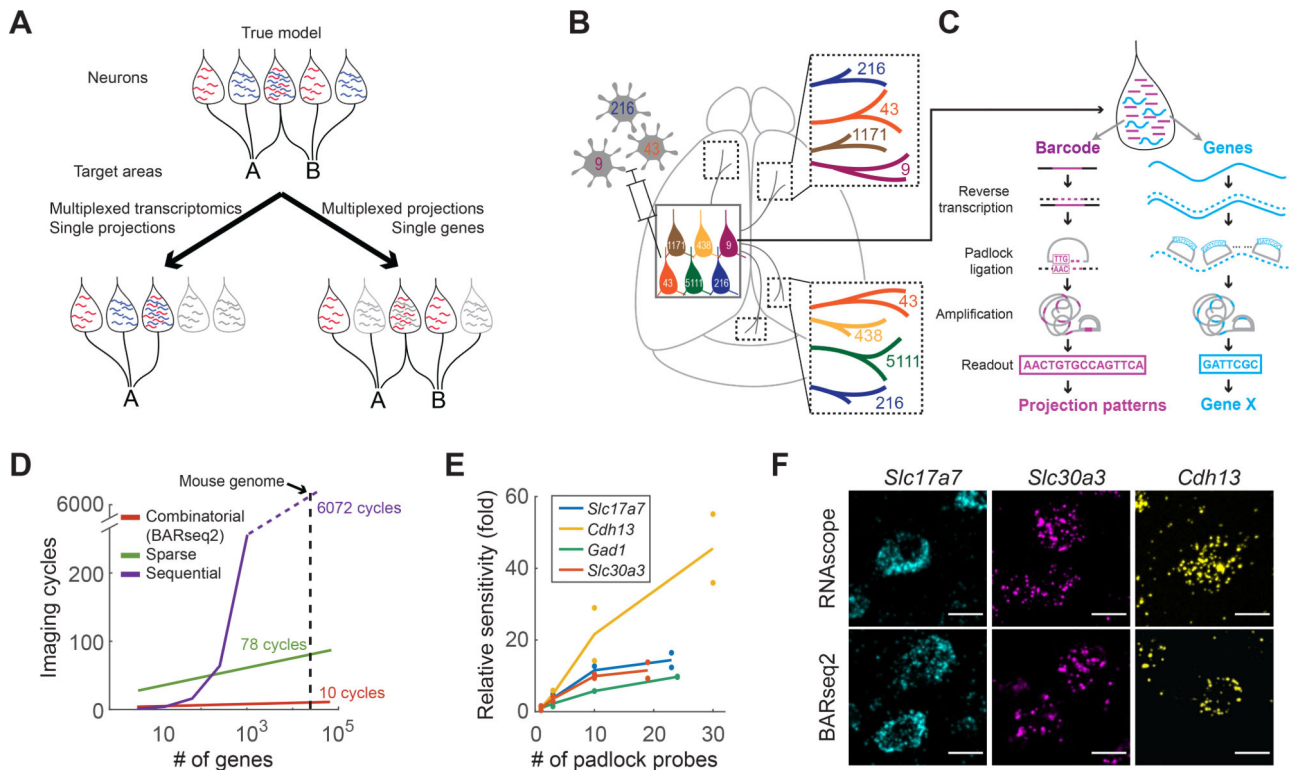 A
True model
Neurons
Target areas
A
B
Multiplexed transcriptomics
Single projections
Multiplexed projections
Single genes
A
A
B
B
216
43
9
1171
438
9
43
5111
216
216
43
1171
9
43
438
5111
216
C
Barcode
Genes
Reverse
transcription
Padlock
ligation
TTG
AAC
Amplification
Readout
AACTGTGCCAGTTCA
GATTCGC
Projection patterns
Gene X
D
Mouse genome
6000
6072 cycles
Combinatorial
(BARseq2)
Sparse
Sequential
200
100
0
78 cycles
10 cycles
Imaging cycles
10
10³
10⁵
# of genes
E
Relative sensitivity (fold)
60
40
20
0
Slc17a7
Cdh13
Gad1
Slc30a3
0
10
20
30
# of padlock probes
F
Slc17a7
Slc30a3
Cdh13
RNAscope
BARseq2